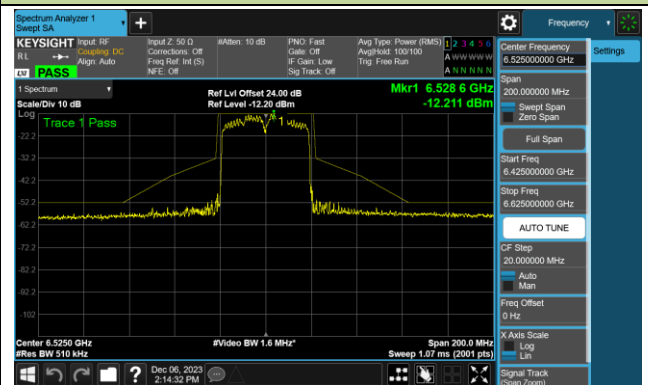 Spectrum Analyzer 1
Swept SA
+
Frequency
KEYSIGHT
RL
LXI
PASS
Input: RF
Coupling: DC
Align: Auto
Input Z: 50 Ω
Corrections: Off
Freq Ref: Int (S)
NFE: Off
#Atten: 10 dB
PNO: Fast
Gate: Off
IF Gain: Low
Sig Track: Off
Avg Type: Power (RMS)
Avg|Hold: 100/100
Trig: Free Run
1 2 3 4 5 6
A W W W W W
A N N N N N
1 Spectrum
Scale/Div 10 dB
Log
Ref Lvl Offset 24.00 dB
Ref Level -12.20 dBm
Mkr1 6.528 6 GHz
-12.211 dBm
Trace 1 Pass
1
-22.2
-32.2
-42.2
-52.2
-62.2
-72.2
-82.2
-92.2
-102
Center 6.5250 GHz
#Res BW 510 kHz
#Video BW 1.6 MHz*
Span 200.0 MHz
Sweep 1.07 ms (2001 pts)
Dec 06, 2023
2:14:32 PM
?
Center Frequency
6.525000000 GHz
Settings
Span
200.000000 MHz
Swept Span
Zero Span
Full Span
Start Freq
6.425000000 GHz
Stop Freq
6.625000000 GHz
AUTO TUNE
CF Step
20.000000 MHz
Auto
Man
Freq Offset
0 Hz
X Axis Scale
Log
Lin
Signal Track
(Span Zoom)